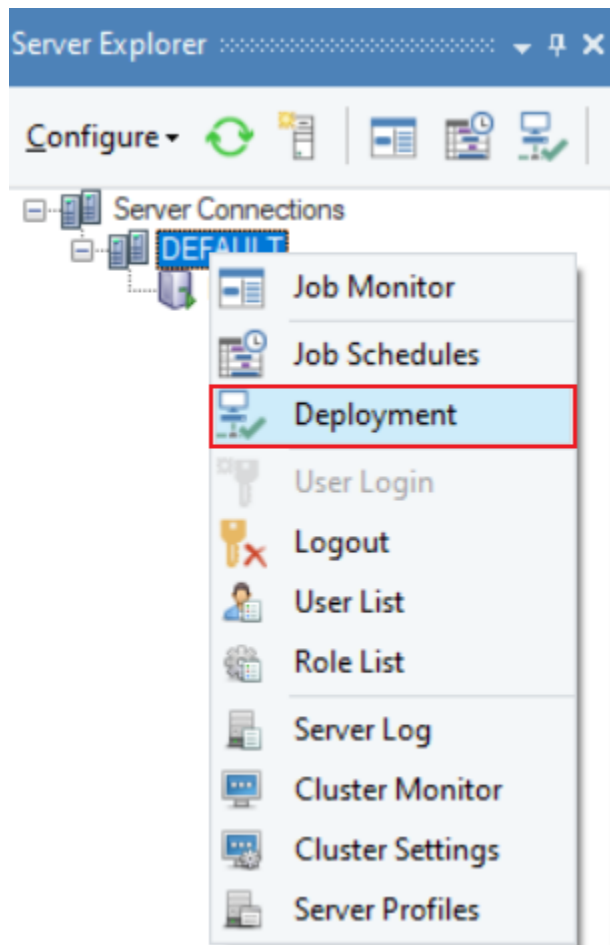 Server Explorer
Configure
Server Connections
DEFAULT
Job Monitor
Job Schedules
Deployment
User Login
Logout
User List
Role List
Server Log
Cluster Monitor
Cluster Settings
Server Profiles